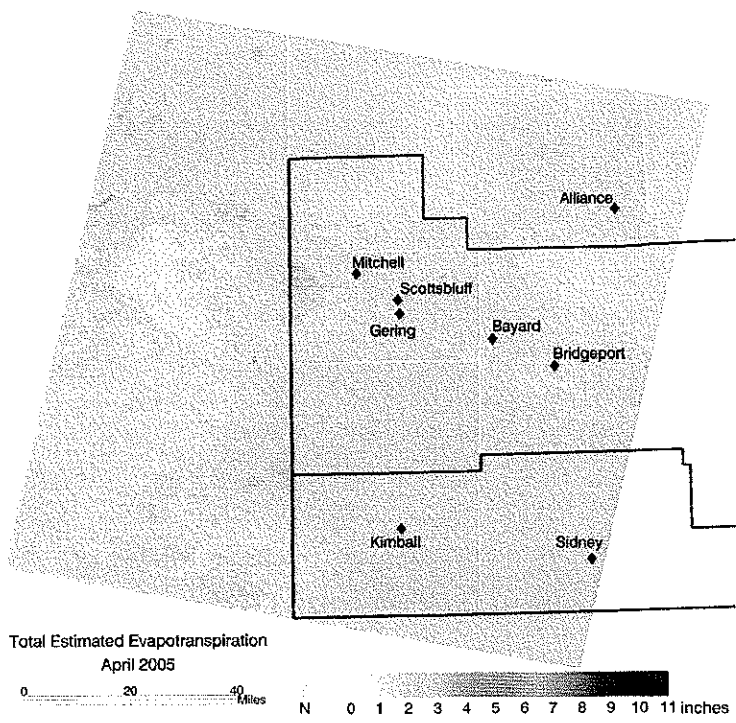 Alliance
Mitchell
Scottsbluff
Gering
Bayard
Bridgeport
Kimball
Sidney
Total Estimated Evapotranspiration
April 2005
0 20 40
Miles
N 0 1 2 3 4 5 6 7 8 9 10 11 inches